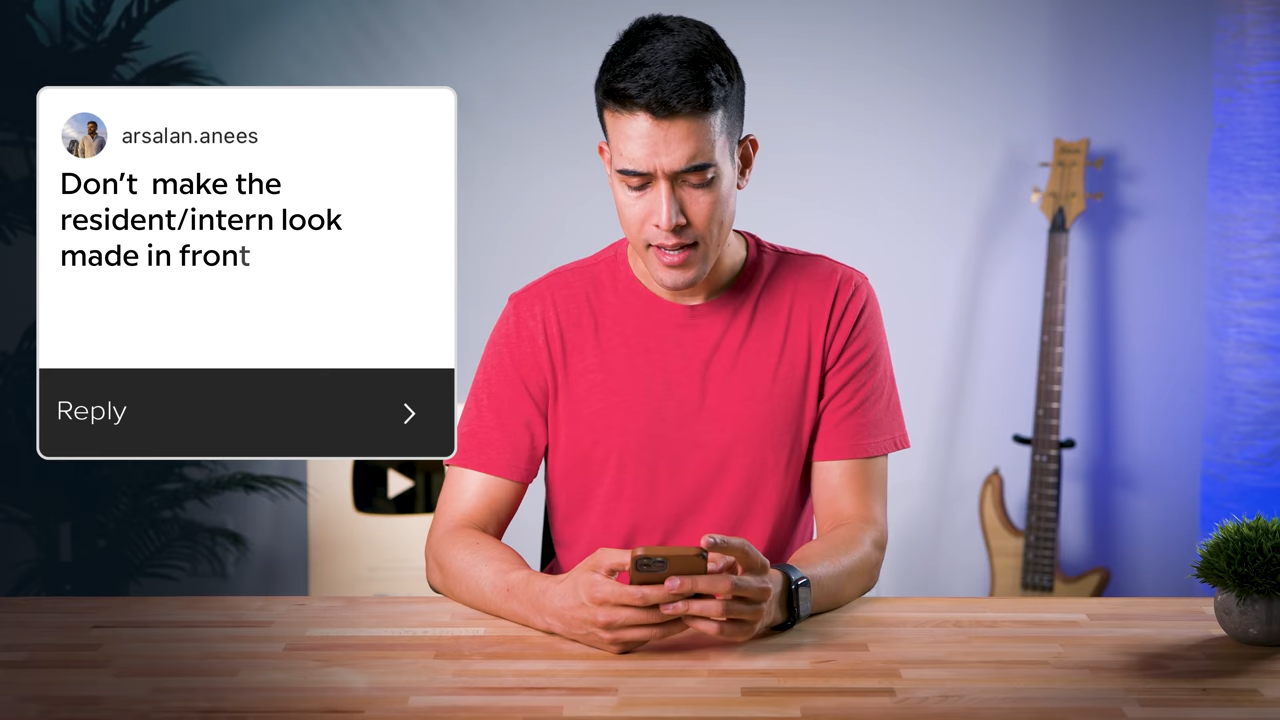 arsalan.anees
Don’t  make the
resident/intern look
made in front
Reply